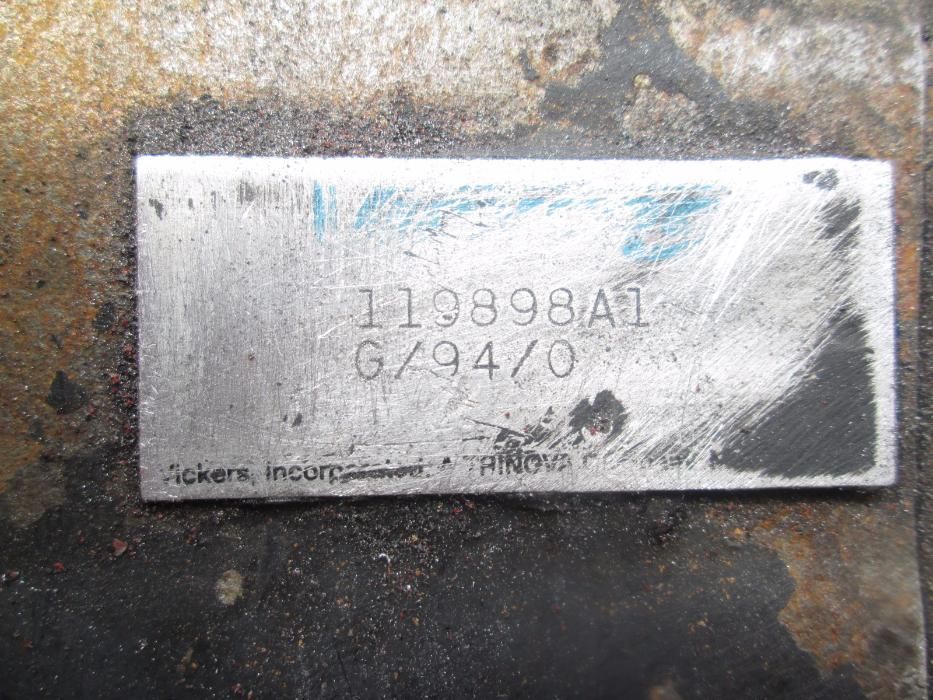 119898A1
G/94/0
Vickers, Incorporated. A TRINOVA